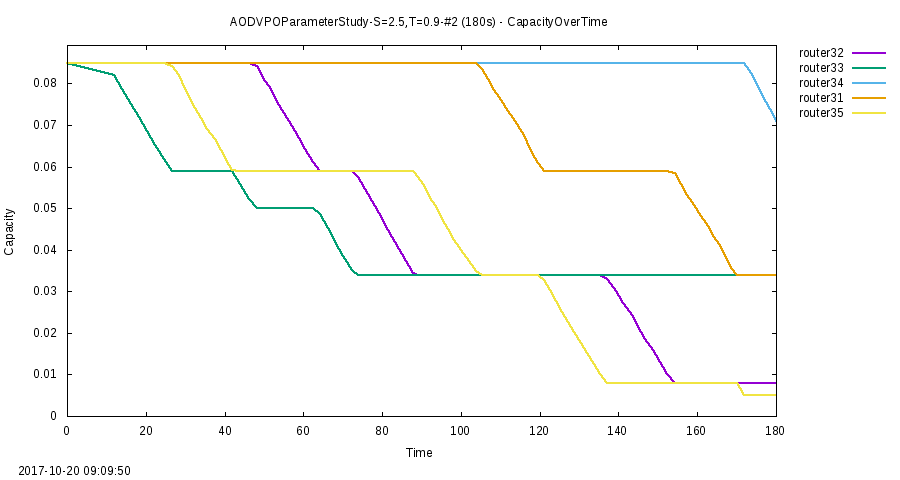 AODVPOParameterStudy-S=2.5,T=0.9-#2 (180s) - CapacityOverTime
router32
router33
router34
router31
router35
Capacity
0.08
0.07
0.06
0.05
0.04
0.03
0.02
0.01
0
0 20 40 60 80 100 120 140 160 180
Time
2017-10-20 09:09:50